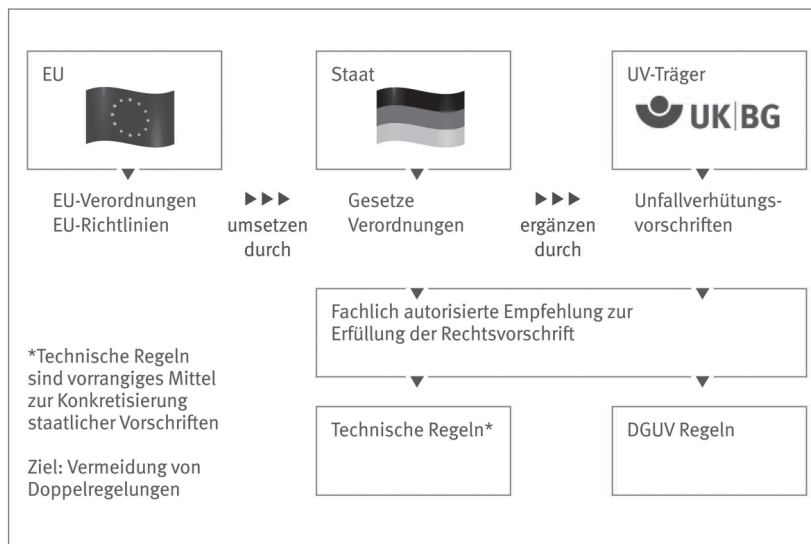 EU
Staat
UV-Träger
UK|BG
EU-Verordnungen
EU-Richtlinien
umsetzen
durch
Gesetze
Verordnungen
ergänzen
durch
Unfallverhütungs-
vorschriften
Fachlich autorisierte Empfehlung zur
Erfüllung der Rechtsvorschrift
*Technische Regeln
sind vorrangiges Mittel
zur Konkretisierung
staatlicher Vorschriften
Ziel: Vermeidung von
Doppelregelungen
Technische Regeln*
DGUV Regeln